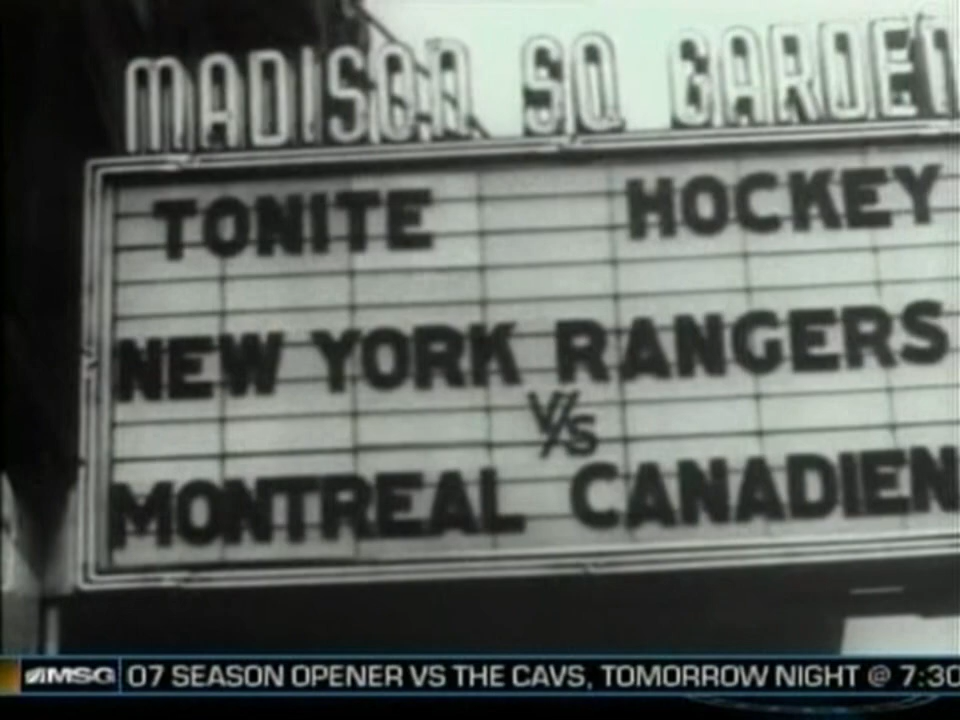 MADISON SQ GARDEN
TONITE HOCKEY
NEW YORK RANGERS
V/S
MONTREAL CANADIEN
MSG 07 SEASON OPENER VS THE CAVS, TOMORROW NIGHT @ 7:30